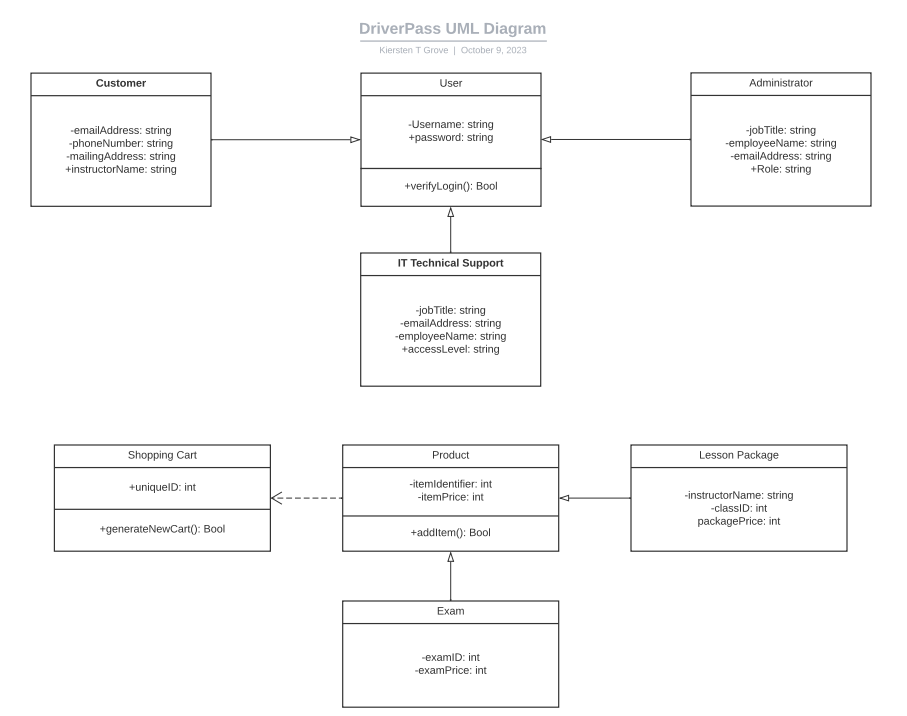 DriverPass UML Diagram
Kiersten T Grove | October 9, 2023
Customer
-emailAddress: string
-phoneNumber: string
-mailingAddress: string
+instructorName: string
User
-Username: string
+password: string
+verifyLogin(): Bool
Administrator
-jobTitle: string
-employeeName: string
-emailAddress: string
+Role: string
IT Technical Support
-jobTitle: string
-emailAddress: string
-employeeName: string
+accessLevel: string
Shopping Cart
+uniqueID: int
+generateNewCart(): Bool
Product
-itemIdentifier: int
-itemPrice: int
+addItem(): Bool
Lesson Package
-instructorName: string
-classID: int
packagePrice: int
Exam
-examID: int
-examPrice: int